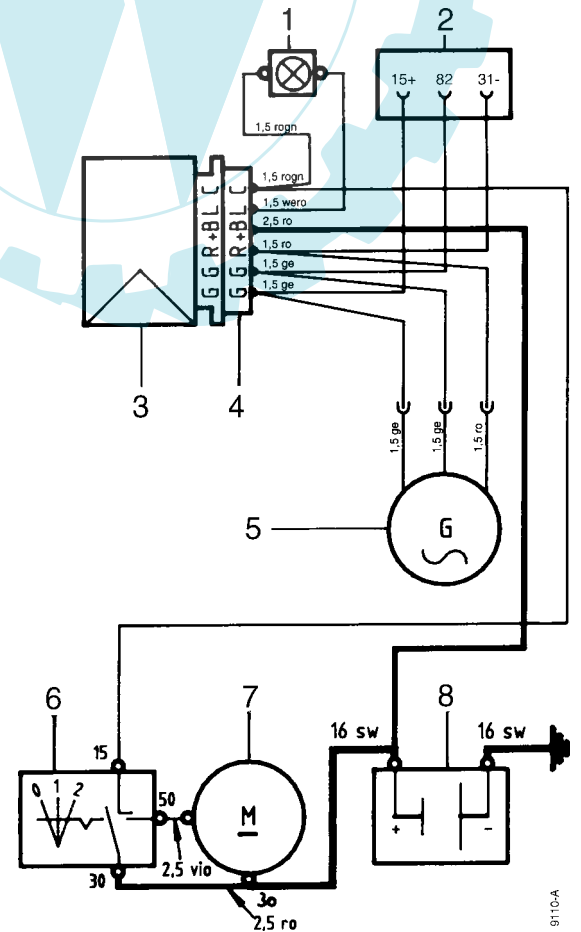 1
2
15+ 82 31-
1,5 rogn
1,5 rogn
1,5 wero
2,5 ro
1,5 ro
1,5 ge
1,5 ge
G G R +B L C
G G R +B L C
3
4
1,5 ge
1,5 ge
1,5 ro
5
G
6
7
8
16 sw
16 sw
15
0 1 2
50
M
+ -
30
2,5 vio
30
2,5 ro
9110-A